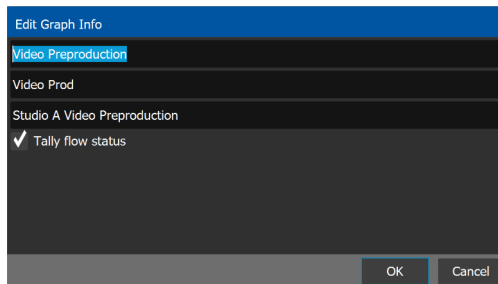 Edit Graph Info
Video Preproduction
Video Prod
Studio A Video Preproduction
Tally flow status
OK Cancel